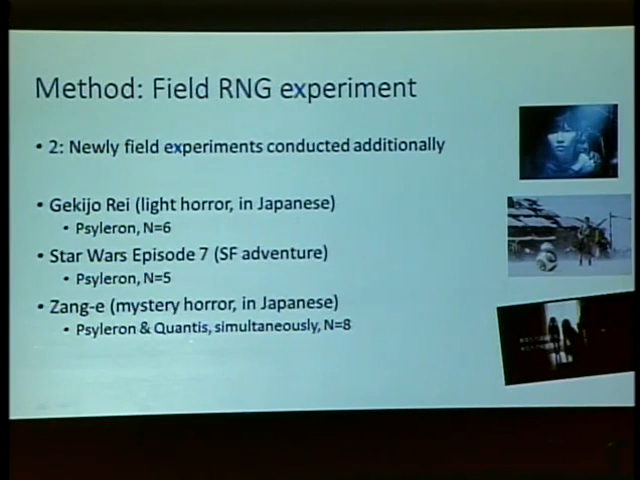 Method: Field RNG experiment
• 2: Newly field experiments conducted additionally
• Gekijo Rei (light horror, in Japanese)
• Psyleron, N=6
• Star Wars Episode 7 (SF adventure)
• Psyleron, N=5
• Zang-e (mystery horror, in Japanese)
• Psyleron & Quantis, simultaneously, N=8